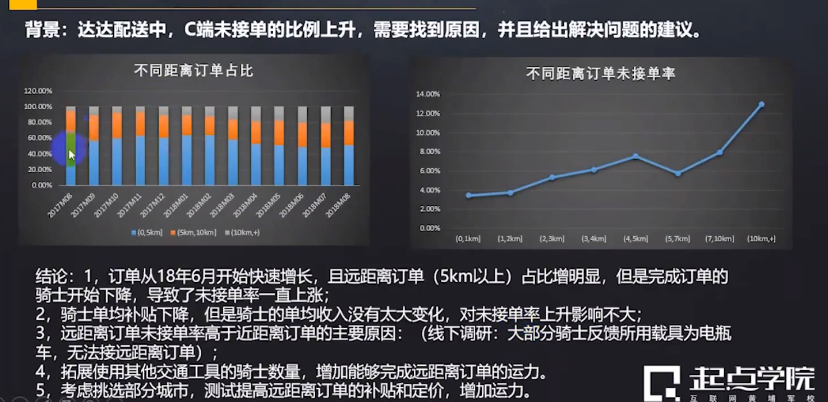 背景：达达配送中，C端未接单的比例上升，需要找到原因，并且给出解决问题的建议。
不同距离订单占比
120.00%
100.00%
80.00%
60.00%
40.00%
20.00%
0.00%
2017M08 2017M09 2017M10 2017M11 2017M12 2018M01 2018M02 2018M03 2018M04 2018M05 2018M06 2018M07 2018M08
(0,5km] (5km,10km] (10km,+)
不同距离订单未接单率
14.00%
12.00%
10.00%
8.00%
6.00%
4.00%
2.00%
0.00%
(0,1km] (1,2km] (2,3km] (3,4km] (4,5km] (5,7km] (7,10km] (10km,+)
结论：1，订单从18年6月开始快速增长，且远距离订单（5km以上）占比增明显，但是完成订单的
骑士开始下降，导致了未接单率一直上涨；
2，骑士单均补贴下降，但是骑士的单均收入没有太大变化，对未接单率上升影响不大；
3，远距离订单未接单率高于近距离订单的主要原因：（线下调研：大部分骑士反馈所用载具为电瓶
车，无法接远距离订单）；
4，拓展使用其他交通工具的骑士数量，增加能够完成远距离订单的运力。
5，考虑挑选部分城市，测试提高远距离订单的补贴和定价，增加运力。
起点学院
互联网黄埔军校